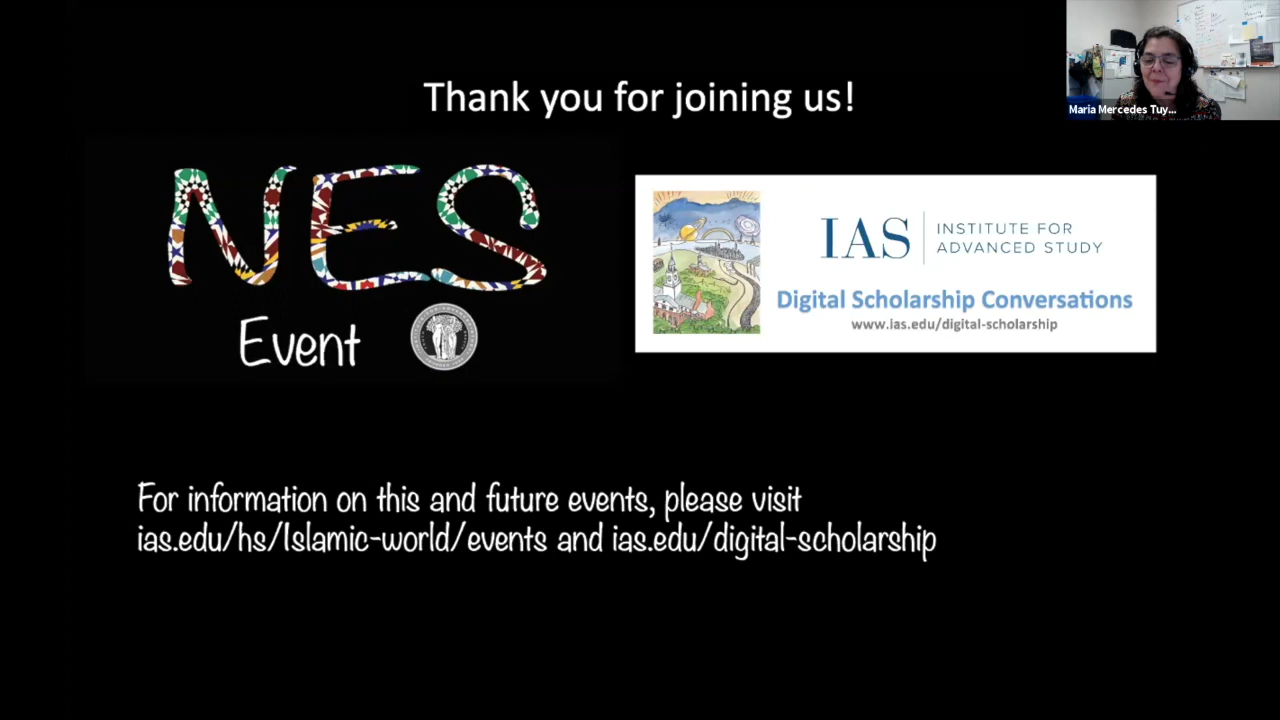 Thank you for joining us!
Maria Mercedes Tuy...
NES
Event
IAS
INSTITUTE FOR
ADVANCED STUDY
Digital Scholarship Conversations
www.ias.edu/digital-scholarship
For information on this and future events, please visit
ias.edu/hs/Islamic-world/events and ias.edu/digital-scholarship